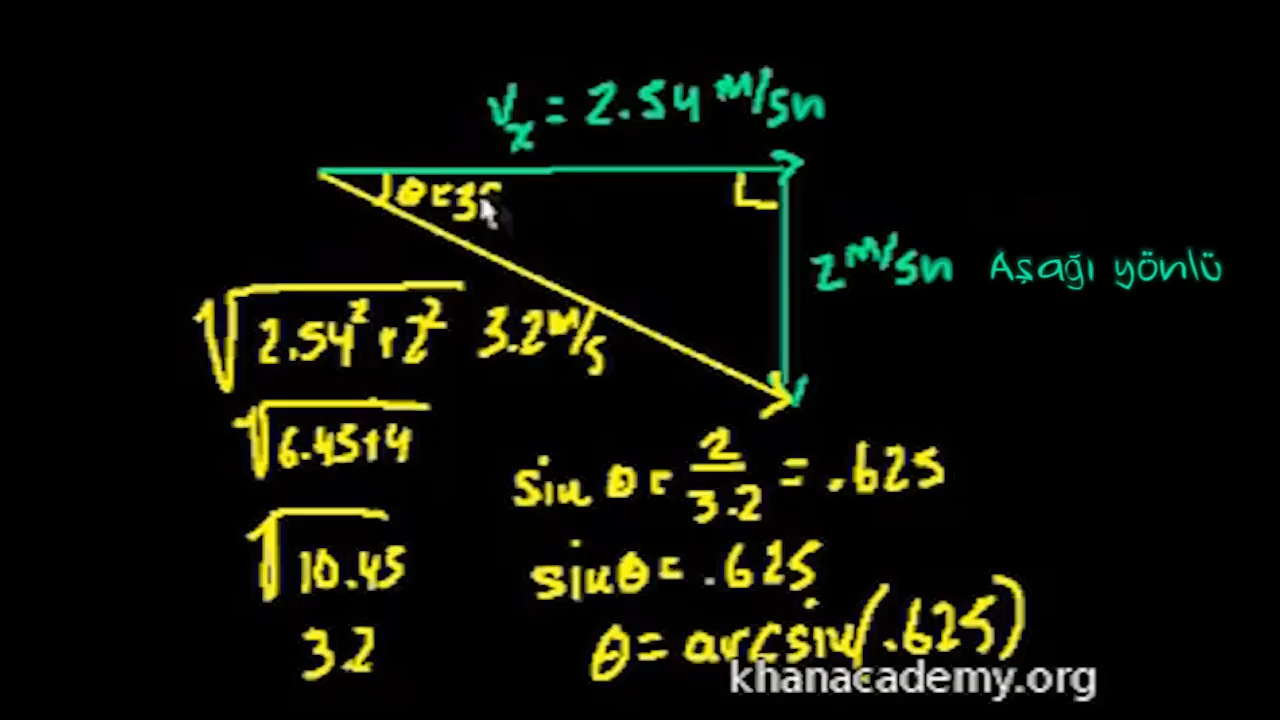 Vx = 2.54 m/sn
θ = 3
2 m/sn Aşağı yönlü
√2.54² + 2² 3.2 m/s
√6.45+4
sin θ = 2/3.2 = .625
√10.45
sin θ = .625
3.2
θ = arcsin(.625)
khanacademy.org